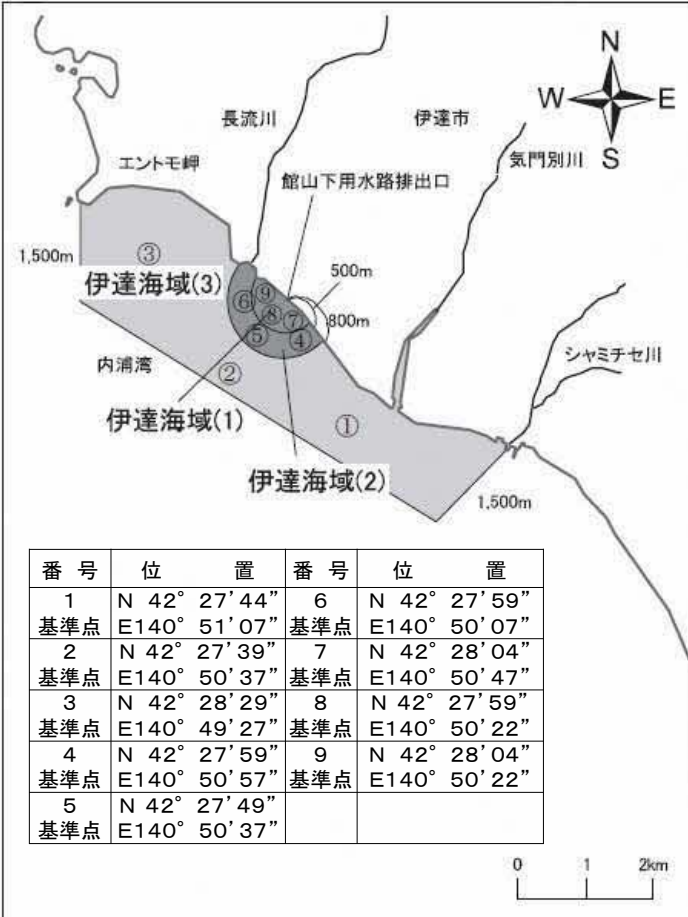 N
W E
S
長流川
伊達市
気門別川
エントモ岬
館山下用水路排出口
1,500m
③
500m
伊達海域(3)
⑨
⑥
⑧
⑦
800m
⑤
④
シャミチセ川
内浦湾
②
伊達海域(1)
①
伊達海域(2)
1,500m
番 号 位 置 番 号 位 置
1 N 42° 27’44” 6 N 42° 27’59”
基準点 E140° 51’07” 基準点 E140° 50’07”
2 N 42° 27’39” 7 N 42° 28’04”
基準点 E140° 50’37” 基準点 E140° 50’47”
3 N 42° 28’29” 8 N 42° 27’59”
基準点 E140° 49’27” 基準点 E140° 50’22”
4 N 42° 27’59” 9 N 42° 28’04”
基準点 E140° 50’57” 基準点 E140° 50’22”
5 N 42° 27’49”
基準点 E140° 50’37”
0 1 2km